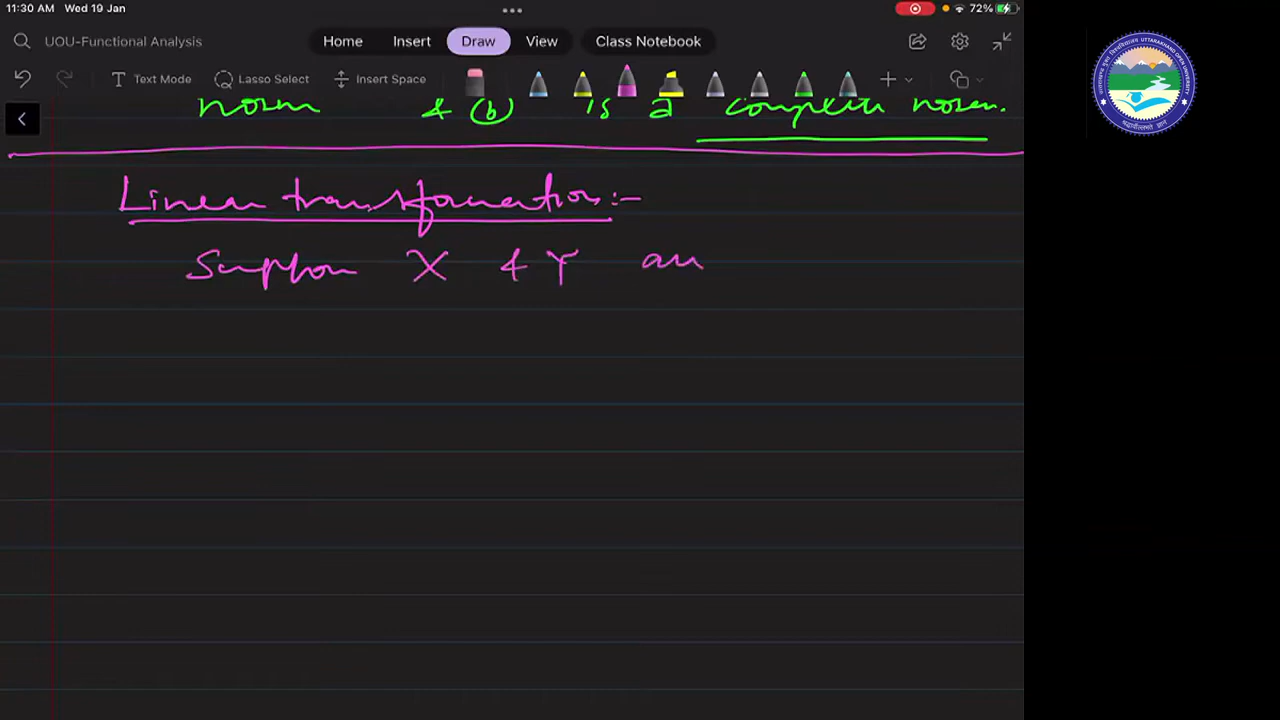 11:30 AM Wed 19 Jan
72%
UOU-Functional Analysis
Home Insert Draw View Class Notebook
Text Mode Lasso Select Insert Space
norm & (b) is a complete norm.
Linear transformation:-
Suppose X & Y are